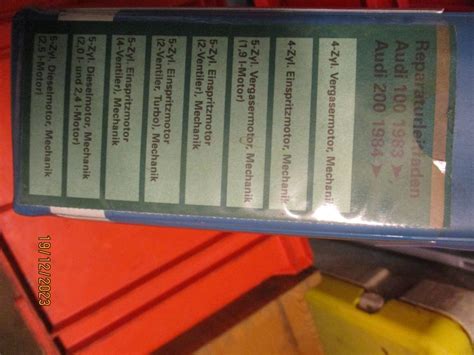 Reparaturleitfaden
Audi 100 1983 ➤
Audi 200 1984 ➤
4-Zyl. Vergasermotor, Mechanik
4-Zyl. Einspritzmotor, Mechanik
5-Zyl. Vergasermotor, Mechanik
(1,9 l-Motor)
5-Zyl. Einspritzmotor
(2-Ventiler), Mechanik
5-Zyl. Einspritzmotor
(2-Ventiler, Turbo), Mechanik
5-Zyl. Einspritzmotor
(4-Ventiler), Mechanik
5-Zyl. Dieselmotor, Mechanik
(2,0 l- und 2,4 l-Motor)
5-Zyl. Dieselmotor, Mechanik
(2,5 l-Motor)
19/12/2023